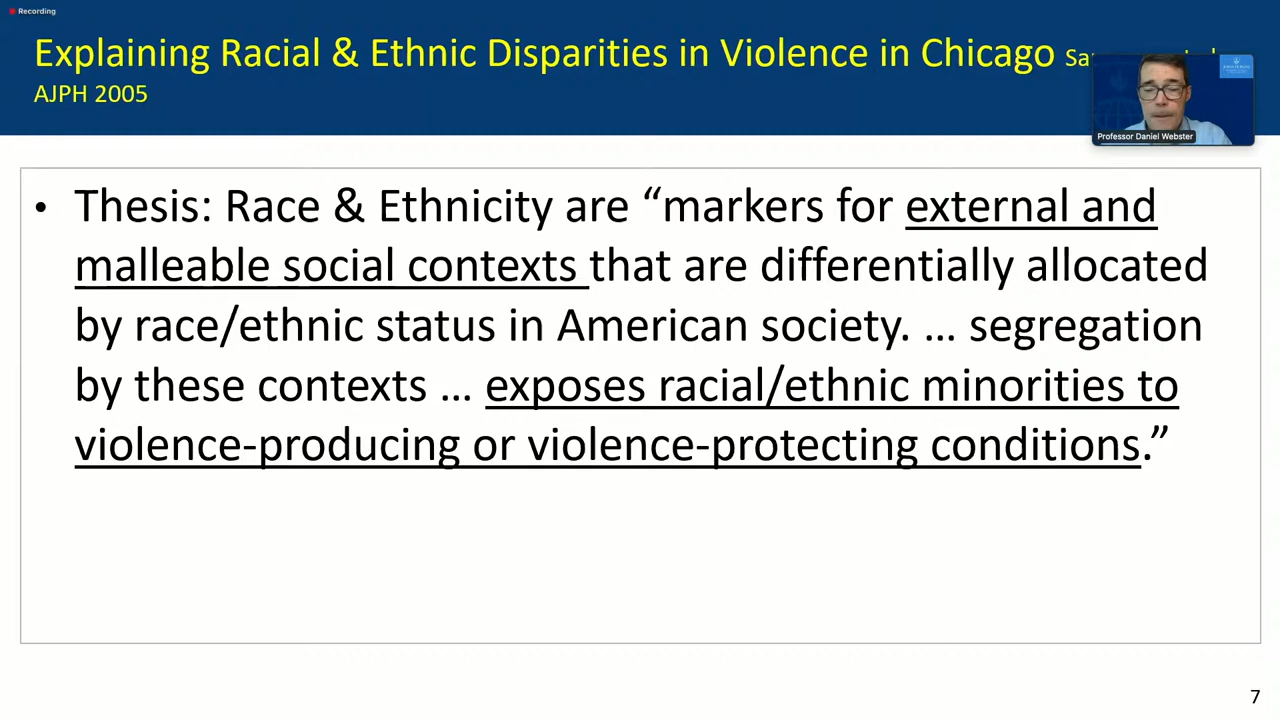 Recording
Explaining Racial & Ethnic Disparities in Violence in Chicago
AJPH 2005
Professor Daniel Webster
• Thesis: Race & Ethnicity are “markers for external and
malleable social contexts that are differentially allocated
by race/ethnic status in American society. … segregation
by these contexts … exposes racial/ethnic minorities to
violence-producing or violence-protecting conditions.”
7